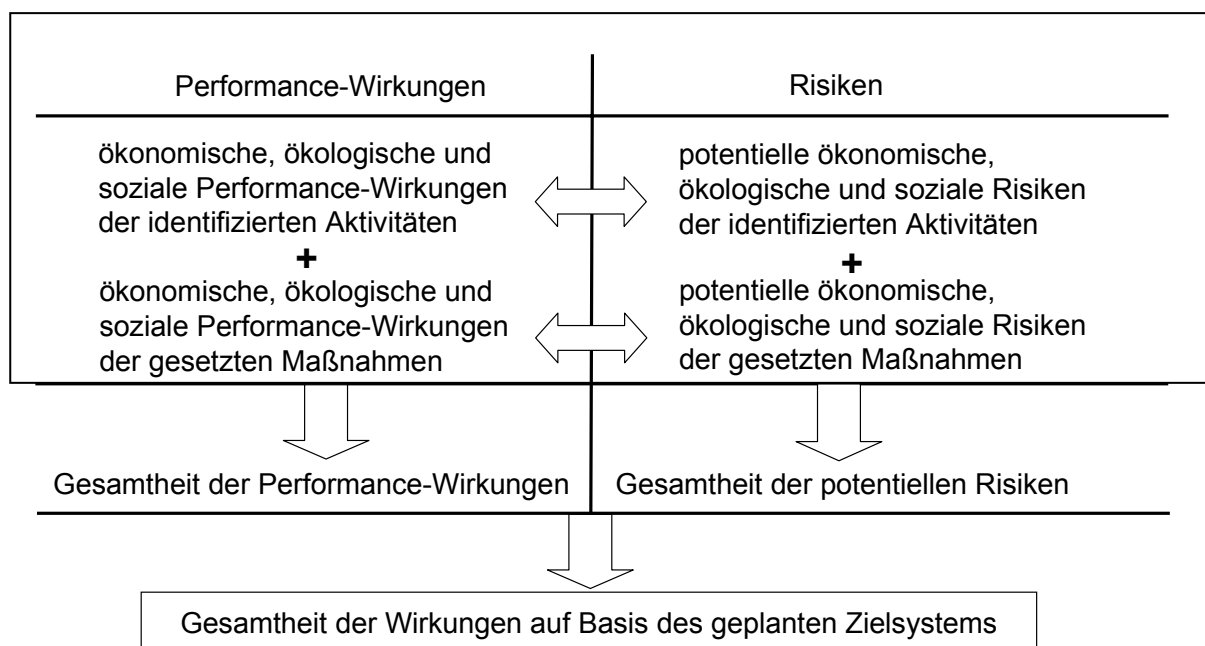 Performance-Wirkungen
Risiken
ökonomische, ökologische und
soziale Performance-Wirkungen
der identifizierten Aktivitäten
+
ökonomische, ökologische und
soziale Performance-Wirkungen
der gesetzten Maßnahmen
potentielle ökonomische,
ökologische und soziale Risiken
der identifizierten Aktivitäten
+
potentielle ökonomische,
ökologische und soziale Risiken
der gesetzten Maßnahmen
Gesamtheit der Performance-Wirkungen
Gesamtheit der potentiellen Risiken
Gesamtheit der Wirkungen auf Basis des geplanten Zielsystems